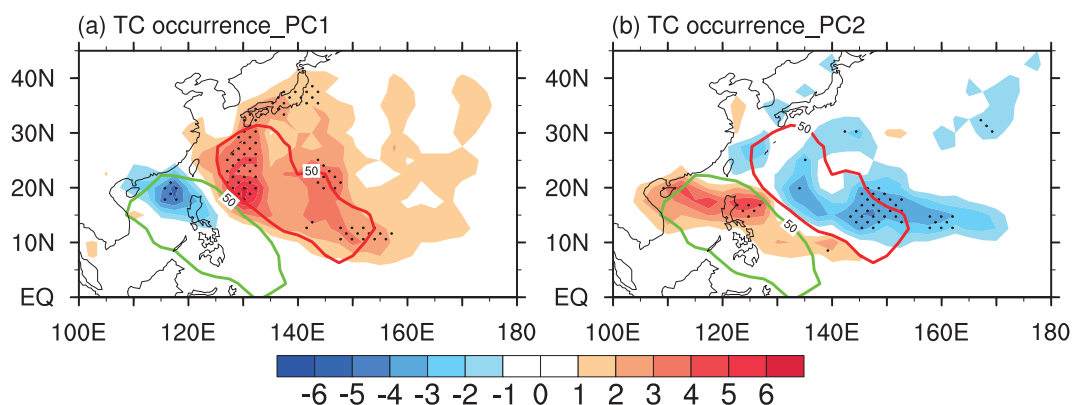 (a) TC occurrence_PC1
(b) TC occurrence_PC2
40N
30N
20N
10N
EQ
100E 120E 140E 160E 180
50
50
40N
30N
20N
10N
EQ
100E 120E 140E 160E 180
50
50
-6 -5 -4 -3 -2 -1 0 1 2 3 4 5 6